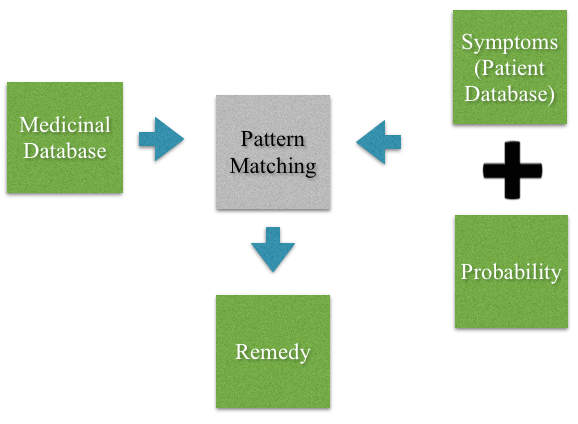 Symptoms
(Patient
Database)
Medicinal
Database
Pattern
Matching
Probability
Remedy